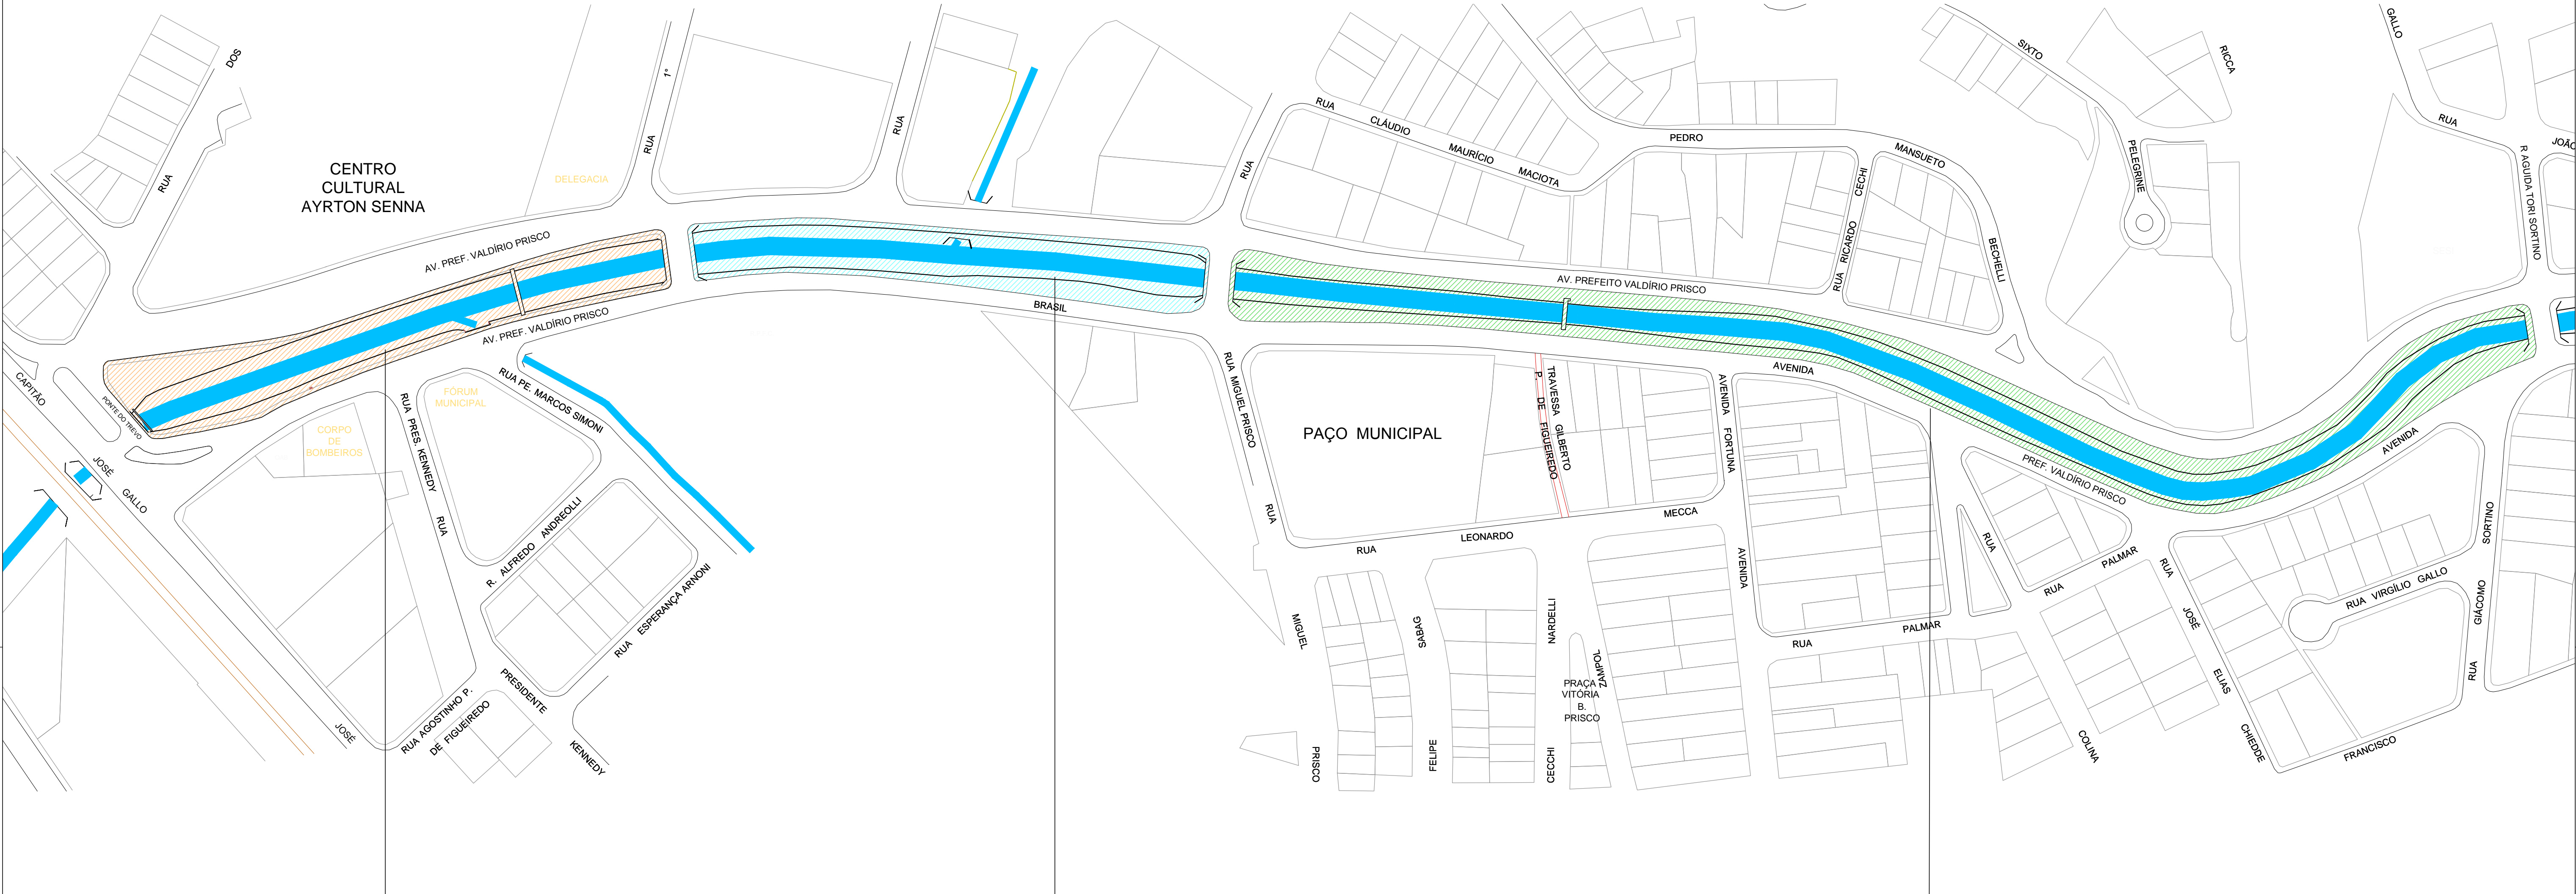 DOS
RUA
CENTRO
CULTURAL
AYRTON SENNA
DELEGACIA
RUA
1°
RUA
AV. PREF. VALDÍRIO PRISCO
AV. PREF. VALDÍRIO PRISCO
BRASIL
CAPITÃO
JOSÉ
GALLO
JOSÉ
PONTE DO TREVO
CORPO
DE
BOMBEIROS
FÓRUM
MUNICIPAL
RUA PRES. KENNEDY
RUA
RUA PE. MARCOS SIMONI
R. ALFREDO ANDREOLLI
RUA ESPERANÇA ARNONI
RUA AGOSTINHO P.
DE FIGUEIREDO
PRESIDENTE
KENNEDY
RUA
RUA
CLÁUDIO
MAURÍCIO
MACIOTA
PEDRO
MANSUETO
BECHELLI
RUA RICARDO CECHI
AV. PREFEITO VALDÍRIO PRISCO
SIXTO
PELEGRINE
RICCA
GALLO
RUA
JOÃO
R AGUIDA TORI SORTINO
RUA MIGUEL PRISCO
RUA
PAÇO MUNICIPAL
TRAVESSA GILBERTO
P. DE FIGUEIREDO
AVENIDA
AVENIDA FORTUNA
AVENIDA
RUA
LEONARDO
MECCA
MIGUEL
PRISCO
SABAG
FELIPE
NARDELLI
CECCHI
ZAMPOL
PRAÇA
VITÓRIA
B.
PRISCO
RUA
PALMAR
PREF. VALDÍRIO PRISCO
AVENIDA
RUA
RUA
PALMAR
COLINA
RUA
JOSÉ
ELIAS
CHIEDDE
RUA VIRGÍLIO GALLO
FRANCISCO
SORTINO
GIÁCOMO
RUA